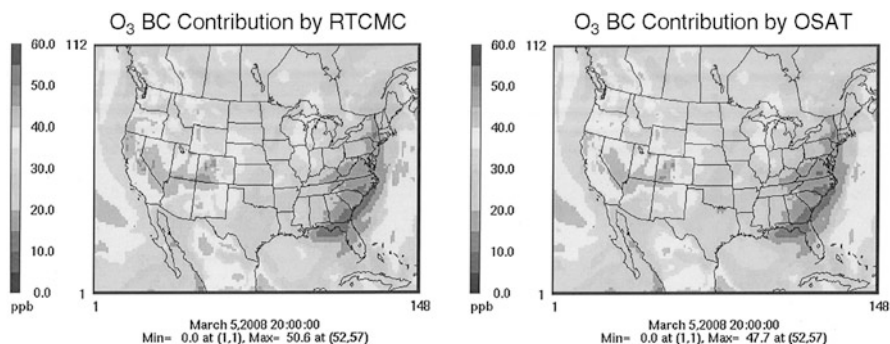 O₃ BC Contribution by RTCMC
60.0
50.0
40.0
30.0
20.0
10.0
0.0
ppb
112
1
1
148
March 5,2008 20:00:00
Min= 0.0 at (1,1), Max= 50.6 at (52,57)
O₃ BC Contribution by OSAT
60.0
50.0
40.0
30.0
20.0
10.0
0.0
ppb
112
1
1
148
March 5,2008 20:00:00
Min= 0.0 at (1,1), Max= 47.7 at (52,57)